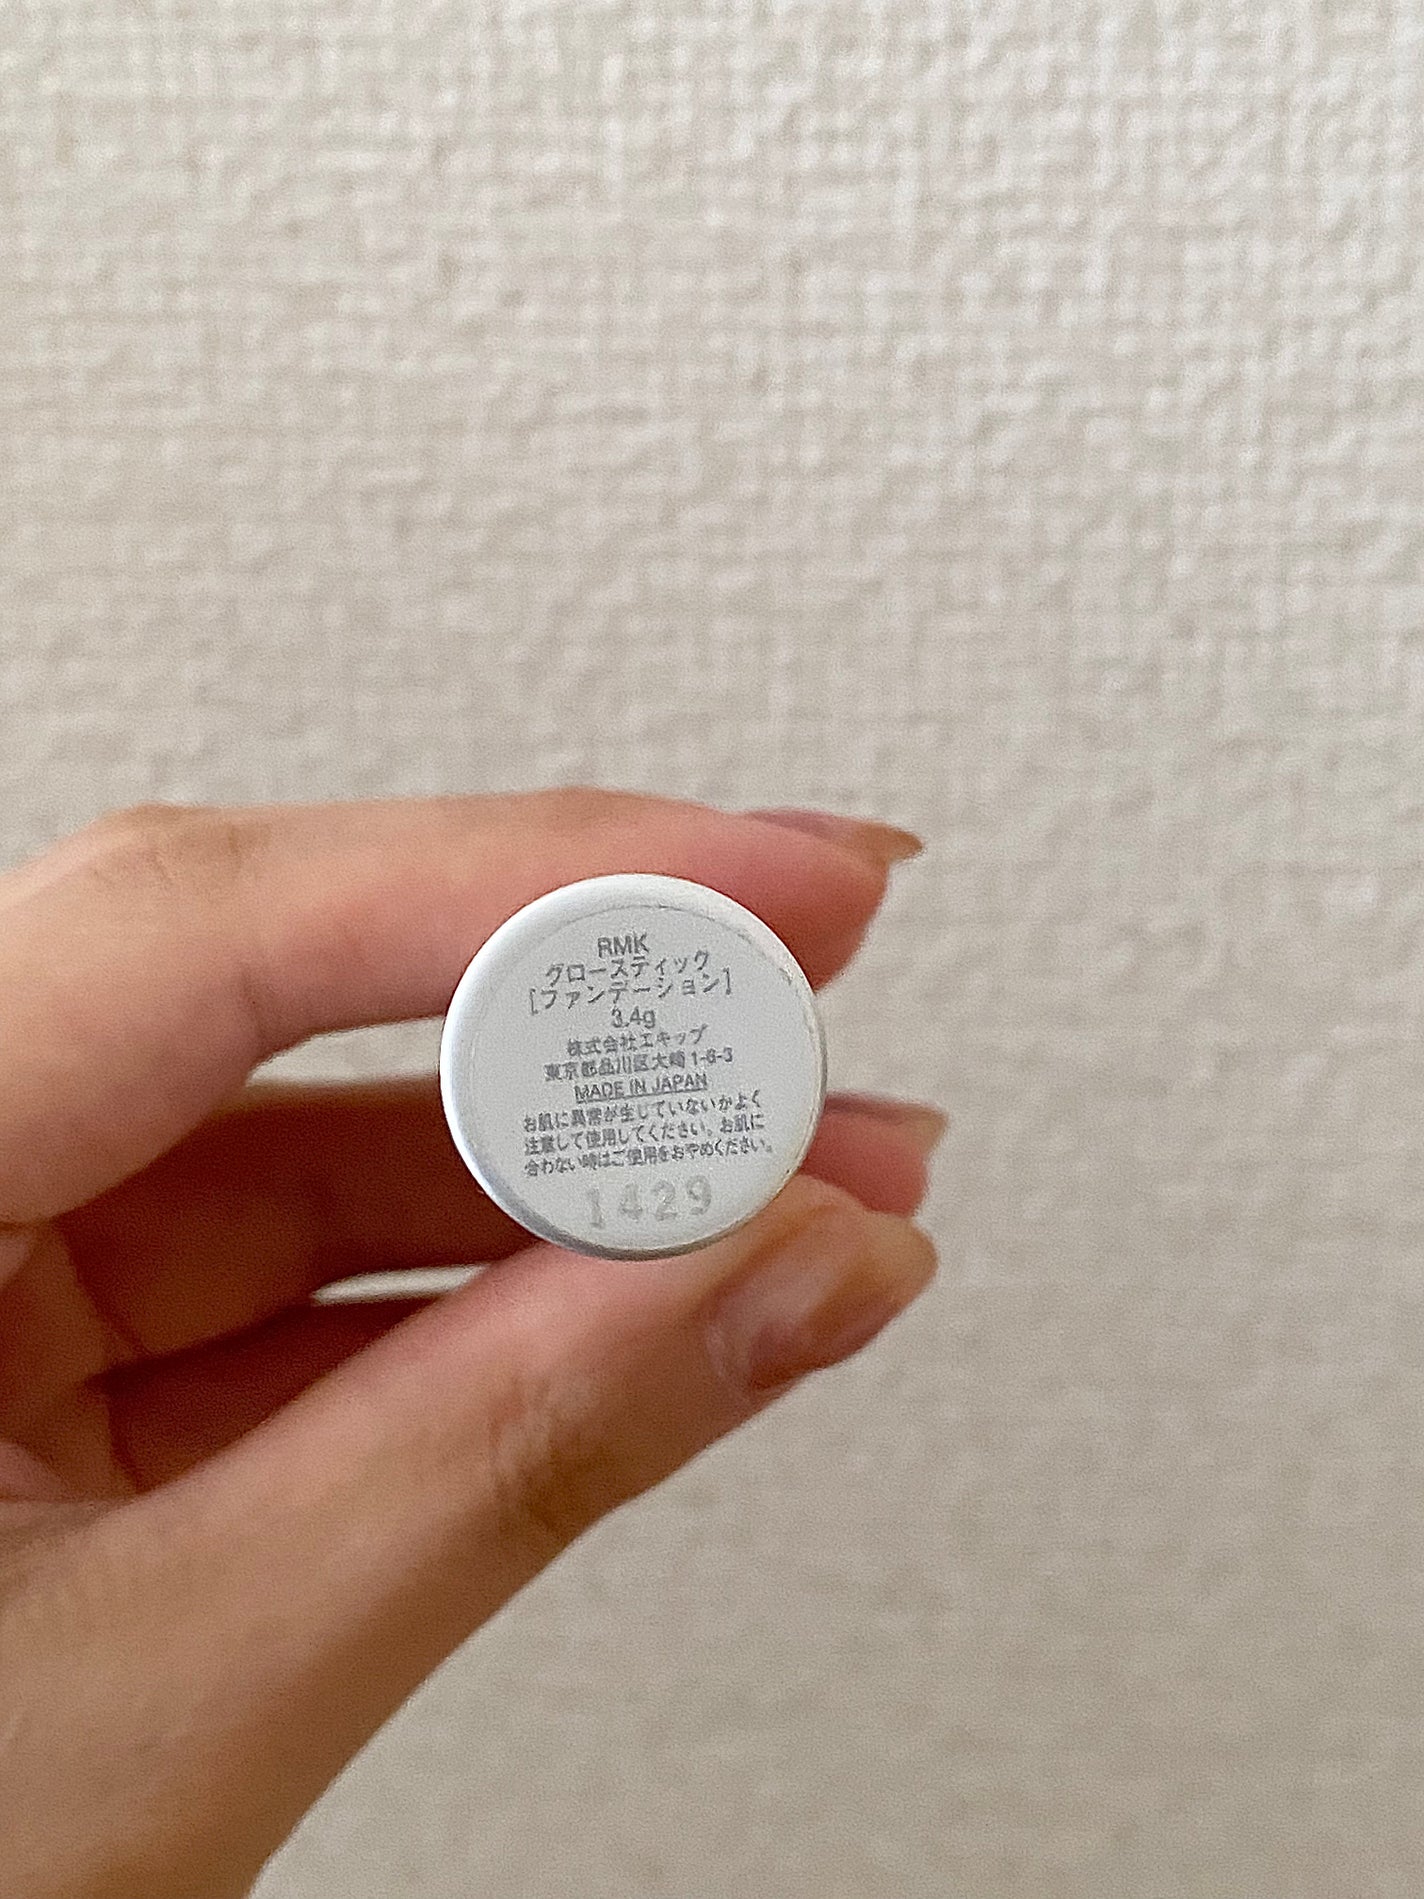 RMK
グロースティック
[ファンデーション]
3.4g
株式会社エキップ
東京都品川区大崎1-6-3
MADE IN JAPAN
お肌に異常が生じていないかよく
注意して使用してください。お肌に
合わない時はご使用をおやめください。
1429